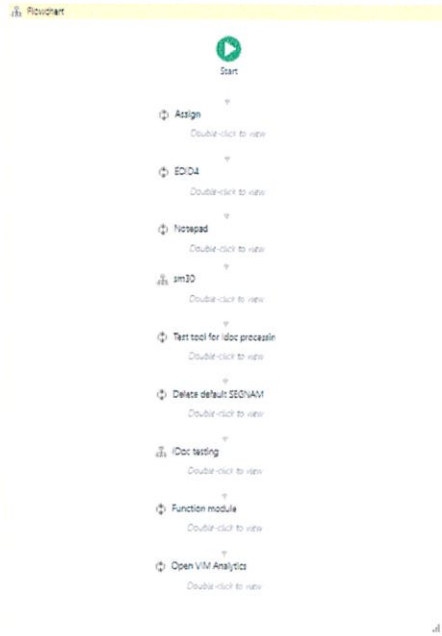 Flowchart
Start
Assign
Double-click to view
EDID4
Double-click to view
Notepad
Double-click to view
sm30
Double-click to view
Test tool for idoc processin
Double-click to view
Delete default SEGNAM
Double-click to view
IDoc testing
Double-click to view
Function module
Double-click to view
Open VIM Analytics
Double-click to view